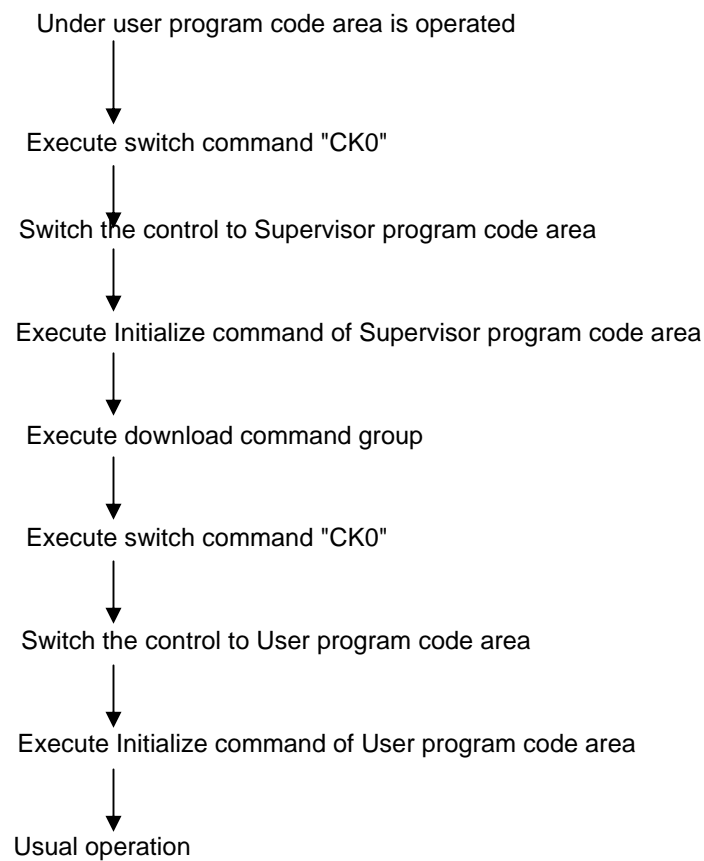 Under user program code area is operated
Execute switch command "CK0"
Switch the control to Supervisor program code area
Execute Initialize command of Supervisor program code area
Execute download command group
Execute switch command "CK0"
Switch the control to User program code area
Execute Initialize command of User program code area
Usual operation